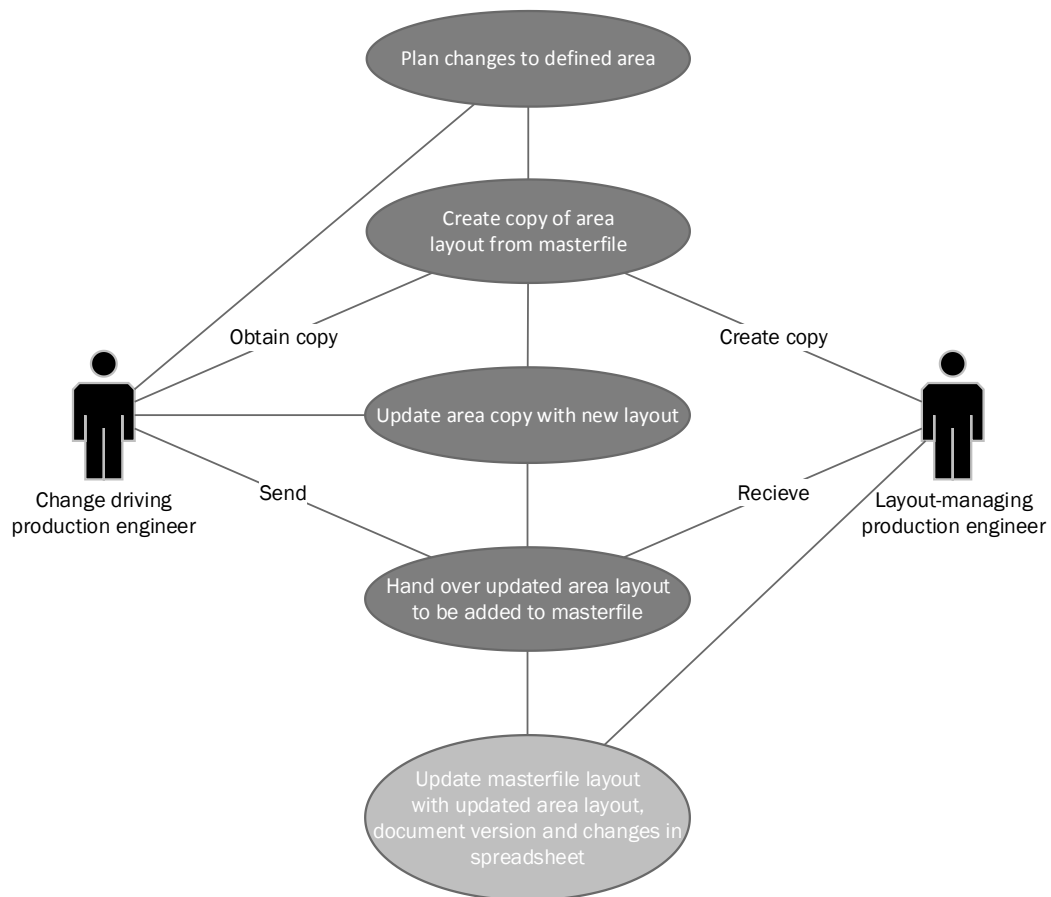 Plan changes to defined area
Create copy of area
layout from masterfile
Obtain copy
Create copy
Update area copy with new layout
Change driving
production engineer
Send
Recieve
Layout-managing
production engineer
Hand over updated area layout
to be added to masterfile
Update masterfile layout
with updated area layout,
document version and changes in
spreadsheet